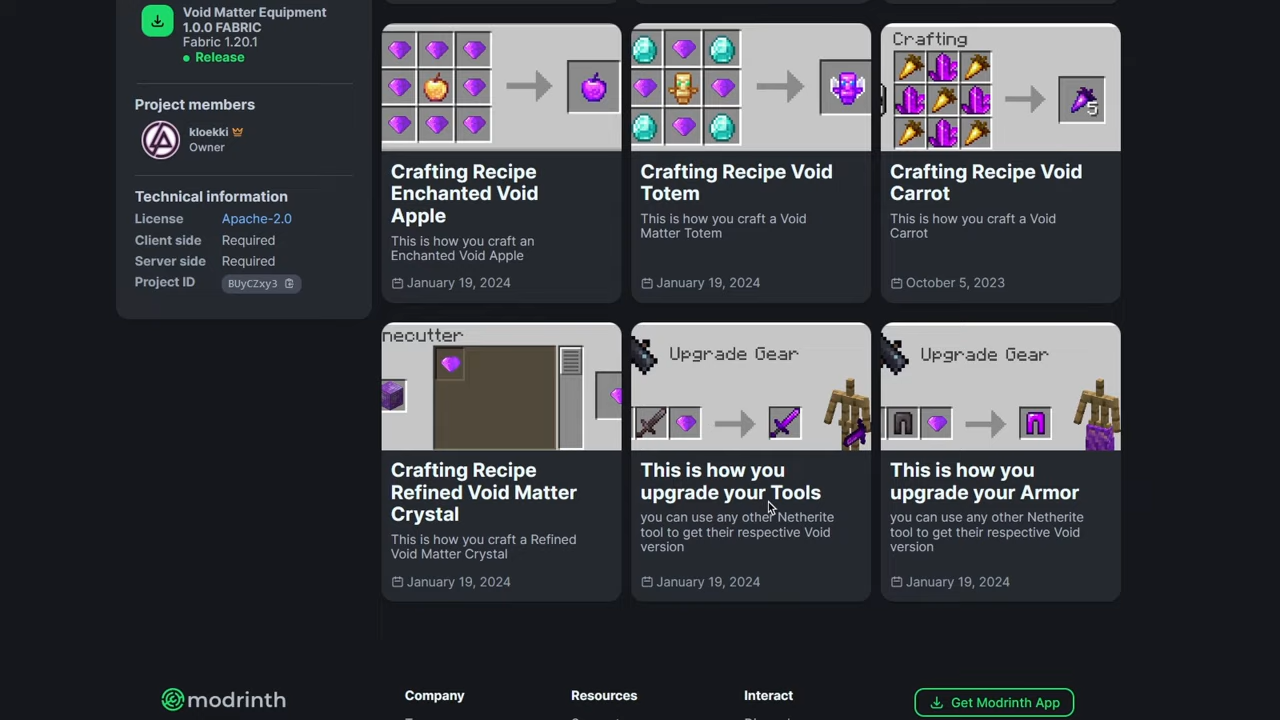 Void Matter Equipment
1.0.0 FABRIC
Fabric 1.20.1
Release
Project members
kloekki
Owner
Technical information
License Apache-2.0
Client side Required
Server side Required
Project ID BUyCZxy3
Crafting Recipe
Enchanted Void
Apple
This is how you craft an
Enchanted Void Apple
January 19, 2024
Crafting Recipe Void
Totem
This is how you craft a Void
Matter Totem
January 19, 2024
Crafting
5
Crafting Recipe Void
Carrot
This is how you craft a Void
Carrot
October 5, 2023
necutter
Crafting Recipe
Refined Void Matter
Crystal
This is how you craft a Refined
Void Matter Crystal
January 19, 2024
Upgrade Gear
This is how you
upgrade your Tools
you can use any other Netherite
tool to get their respective Void
version
January 19, 2024
Upgrade Gear
This is how you
upgrade your Armor
you can use any other Netherite
tool to get their respective Void
version
January 19, 2024
modrinth
Company
Resources
Interact
Get Modrinth App